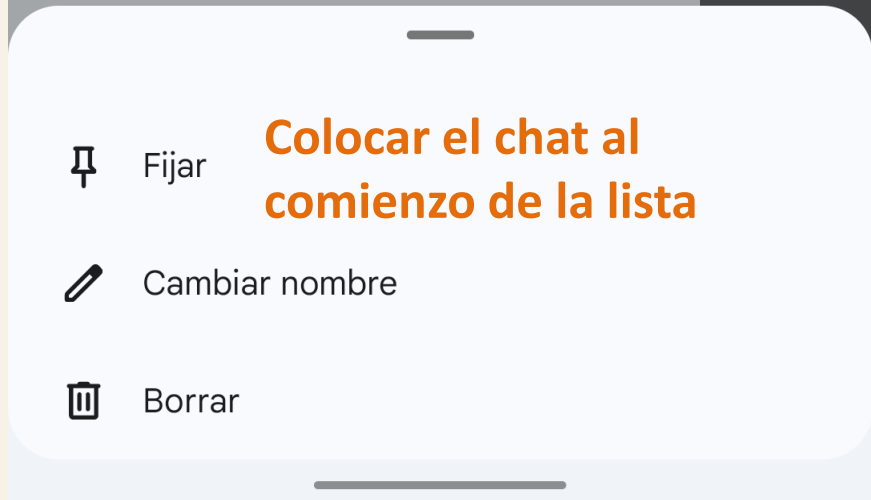 Fijar
Colocar el chat al
comienzo de la lista
Cambiar nombre
Borrar